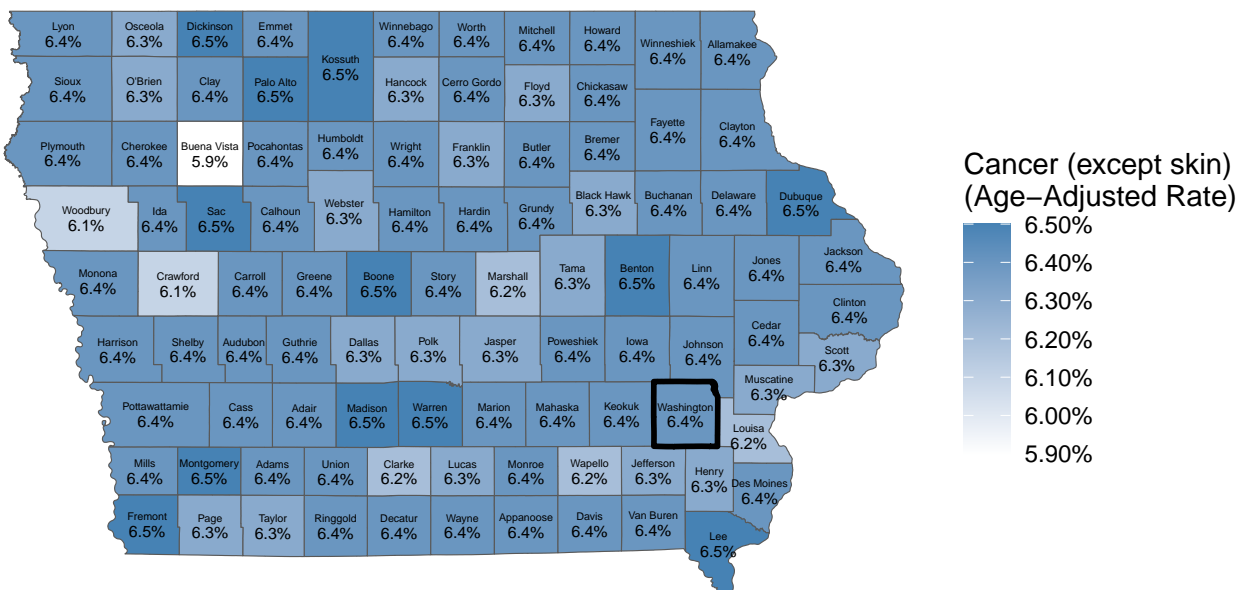 Lyon
6.4%
Osceola
6.3%
Dickinson
6.5%
Emmet
6.4%
Kossuth
6.5%
Winnebago
6.4%
Worth
6.4%
Mitchell
6.4%
Howard
6.4%
Winneshiek
6.4%
Allamakee
6.4%
Sioux
6.4%
O'Brien
6.3%
Clay
6.4%
Palo Alto
6.5%
Hancock
6.3%
Cerro Gordo
6.4%
Floyd
6.3%
Chickasaw
6.4%
Fayette
6.4%
Clayton
6.4%
Plymouth
6.4%
Cherokee
6.4%
Buena Vista
5.9%
Pocahontas
6.4%
Humboldt
6.4%
Wright
6.4%
Franklin
6.3%
Butler
6.4%
Bremer
6.4%
Woodbury
6.1%
Ida
6.4%
Sac
6.5%
Calhoun
6.4%
Webster
6.3%
Hamilton
6.4%
Hardin
6.4%
Grundy
6.4%
Black Hawk
6.3%
Buchanan
6.4%
Delaware
6.4%
Dubuque
6.5%
Monona
6.4%
Crawford
6.1%
Carroll
6.4%
Greene
6.4%
Boone
6.5%
Story
6.4%
Marshall
6.2%
Tama
6.3%
Benton
6.5%
Linn
6.4%
Jones
6.4%
Jackson
6.4%
Clinton
6.4%
Harrison
6.4%
Shelby
6.4%
Audubon
6.4%
Guthrie
6.4%
Dallas
6.3%
Polk
6.3%
Jasper
6.3%
Poweshiek
6.4%
Iowa
6.4%
Johnson
6.4%
Cedar
6.4%
Scott
6.3%
Muscatine
6.3%
Pottawattamie
6.4%
Cass
6.4%
Adair
6.4%
Madison
6.5%
Warren
6.5%
Marion
6.4%
Mahaska
6.4%
Keokuk
6.4%
Washington
6.4%
Louisa
6.2%
Mills
6.4%
Montgomery
6.5%
Adams
6.4%
Union
6.4%
Clarke
6.2%
Lucas
6.3%
Monroe
6.4%
Wapello
6.2%
Jefferson
6.3%
Henry
6.3%
Des Moines
6.4%
Fremont
6.5%
Page
6.3%
Taylor
6.3%
Ringgold
6.4%
Decatur
6.4%
Wayne
6.4%
Appanoose
6.4%
Davis
6.4%
Van Buren
6.4%
Lee
6.5%
Cancer (except skin)
(Age−Adjusted Rate)
6.50%
6.40%
6.30%
6.20%
6.10%
6.00%
5.90%